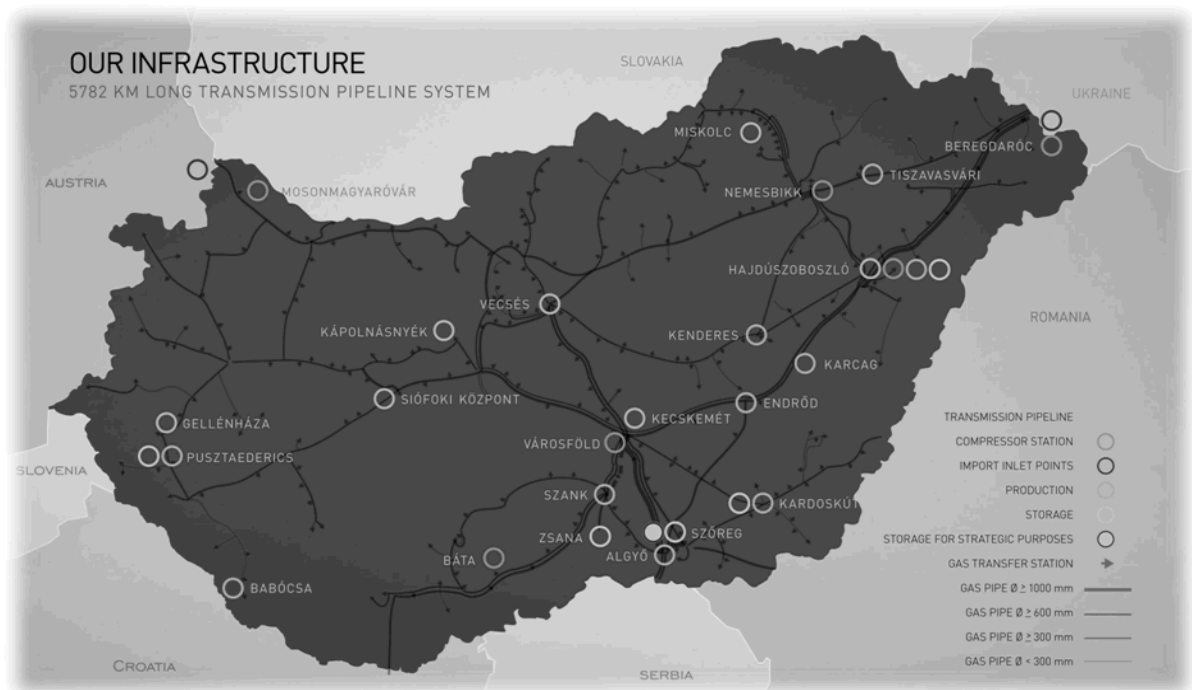 OUR INFRASTRUCTURE
5782 KM LONG TRANSMISSION PIPELINE SYSTEM
SLOVAKIA
UKRAINE
MISKOLC
BEREGDARÓC
TISZAVASVÁRI
AUSTRIA
MOSONMAGYARÓVÁR
NEMESBIKK
HAJDÚSZOBOSZLÓ
VECSÉS
KÁPOLNÁSNYÉK
KENDERES
ROMANIA
KARCAG
SIÓFOKI KÖZPONT
ENDRŐD
GELLÉNHÁZA
KECSKEMÉT
VÁROSFÖLD
PUSZTAEDERICS
SLOVENIA
SZANK
KARDOSKÚT
ZSANA
SZŐREG
ALGYŐ
BÁTA
BABÓCSA
CROATIA
SERBIA
TRANSMISSION PIPELINE
COMPRESSOR STATION
IMPORT INLET POINTS
PRODUCTION
STORAGE
STORAGE FOR STRATEGIC PURPOSES
GAS TRANSFER STATION
GAS PIPE Ø ≥ 1000 mm
GAS PIPE Ø ≥ 600 mm
GAS PIPE Ø ≥ 300 mm
GAS PIPE Ø < 300 mm